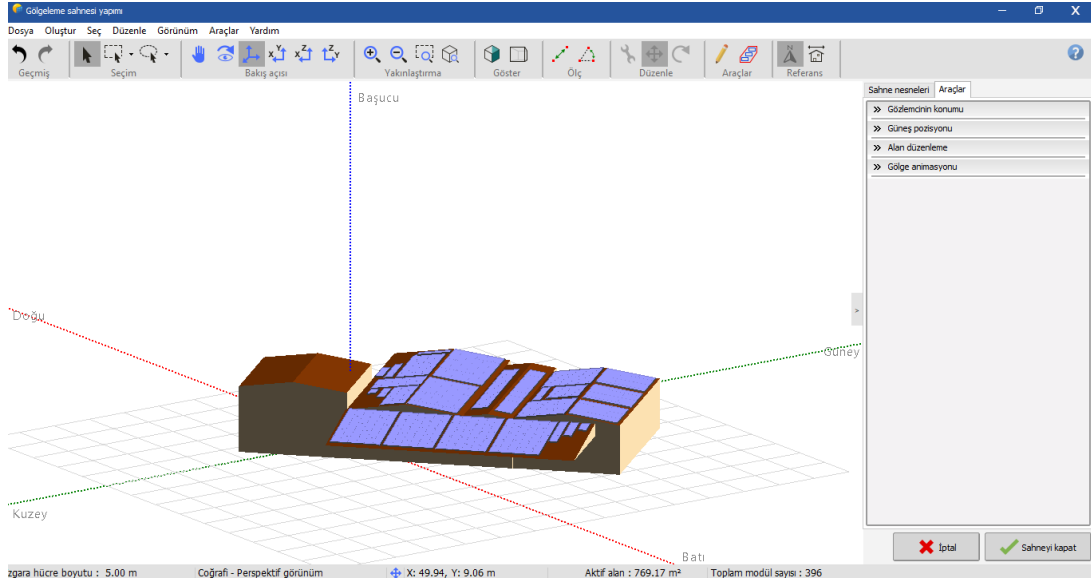 Gölgeleme sahnesi yapımı
Dosya Oluştur Seç Düzenle Görünüm Araçlar Yardım
Geçmiş Seçim Bakış açısı Yakınlaştırma Göster Ölç Düzenle Araçlar Referans
Başucu
Doğu
Güney
Kuzey
Batı
Sahne nesneleri Araçlar
Gözlemcinin konumu
Güneş pozisyonu
Alan düzenleme
Gölge animasyonu
İptal Sahneyi kapat
zgara hücre boyutu : 5.00 m Coğrafi - Perspektif görünüm X: 49.94, Y: 9.06 m Aktif alan : 769.17 m² Toplam modül sayısı : 396